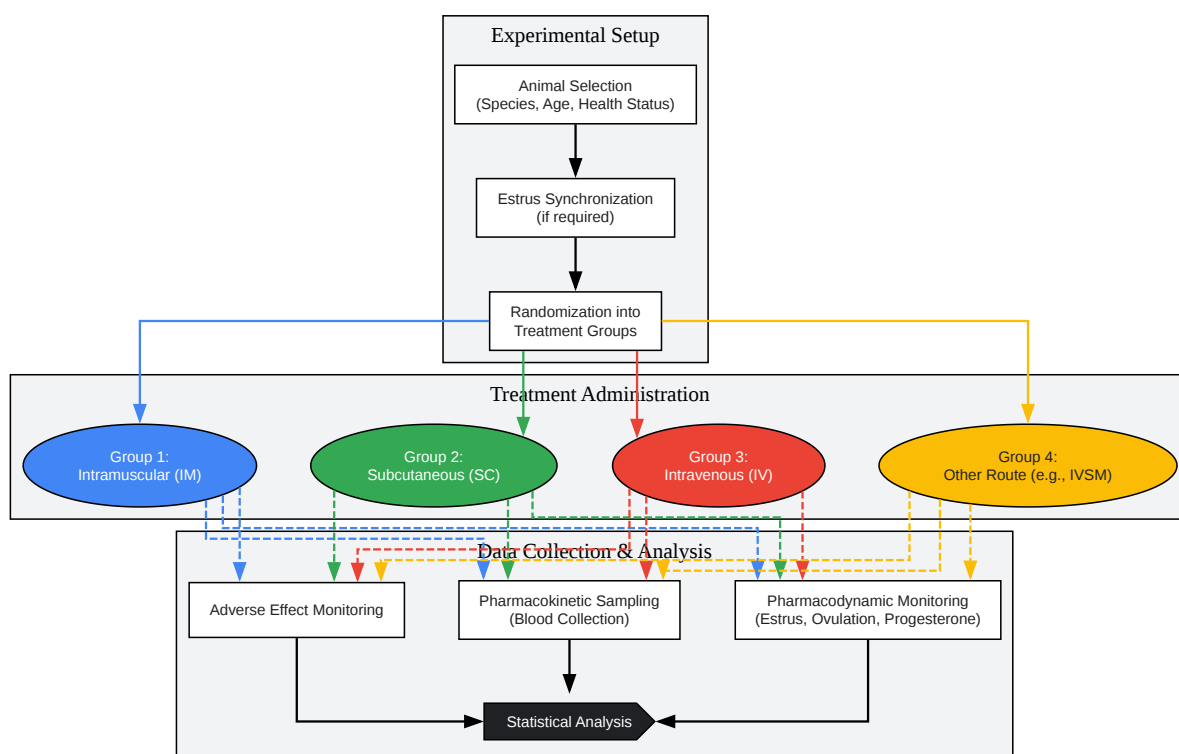 Experimental Setup
Animal Selection
(Species, Age, Health Status)
Estrus Synchronization
(if required)
Randomization into
Treatment Groups
Treatment Administration
Group 1:
Intramuscular (IM)
Group 2:
Subcutaneous (SC)
Group 3:
Intravenous (IV)
Group 4:
Other Route (e.g., IVSM)
Data Collection & Analysis
Adverse Effect Monitoring
Pharmacokinetic Sampling
(Blood Collection)
Pharmacodynamic Monitoring
(Estrus, Ovulation, Progesterone)
Statistical Analysis